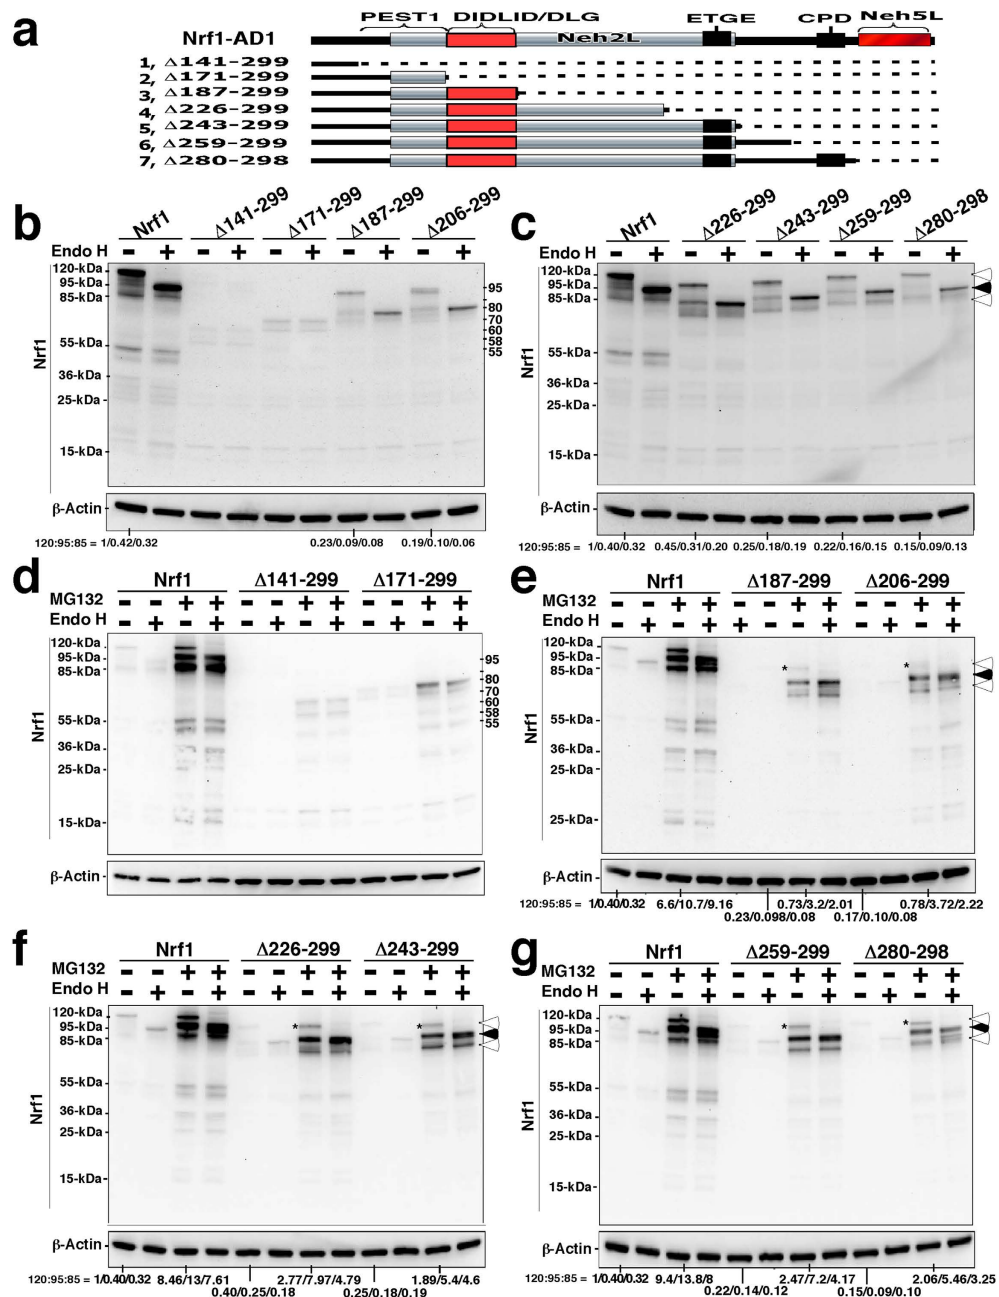 a
PEST1 DIDLID/DLG ETGE CPD Neh5L
Nrf1-AD1 Neh2L
1, Δ141-299
2, Δ171-299
3, Δ187-299
4, Δ226-299
5, Δ243-299
6, Δ259-299
7, Δ280-298
b
Nrf1 Δ141-299 Δ171-299 Δ187-299 Δ206-299
Endo H - + - + - + - + - +
120-kDa
95-kDa
85-kDa
55-kDa
36-kDa
25-kDa
15-kDa
Nrf1
95
80
70
60
58
55
β-Actin
120:95:85 = 1/0.42/0.32 0.23/0.09/0.08 0.19/0.10/0.06
c
Nrf1 Δ226-299 Δ243-299 Δ259-299 Δ280-298
Endo H - + - + - + - + - +
120-kDa
95-kDa
85-kDa
55-kDa
36-kDa
25-kDa
15-kDa
Nrf1
β-Actin
120:95:85 = 1/0.40/0.32 0.45/0.31/0.20 0.25/0.18/0.19 0.22/0.16/0.15 0.15/0.09/0.13
d
Nrf1 Δ141-299 Δ171-299
MG132 - - + + - - + + - - + +
Endo H - + - + - + - + - + - +
120-kDa
95-kDa
85-kDa
55-kDa
36-kDa
25-kDa
15-kDa
Nrf1
95
80
70
60
58
55
β-Actin
e
Nrf1 Δ187-299 Δ206-299
MG132 - - + + - - + + - - + +
Endo H - + - + + - - + - + - +
120-kDa
95-kDa
85-kDa
55-kDa
36-kDa
25-kDa
25-kDa
Nrf1
* *
β-Actin
120:95:85 = 1/0.40/0.32 6.6/10.7/9.16 0.73/3.2/2.01 0.78/3.72/2.22
0.23/0.098/0.08 0.17/0.10/0.08
f
Nrf1 Δ226-299 Δ243-299
MG132 - - + + - - + + - - + +
Endo H - + - + - + - + - + - +
120-kDa
95-kDa
85-kDa
55-kDa
36-kDa
25-kDa
15-kDa
Nrf1
* *
β-Actin
120:95:85 = 1/0.40/0.32 8.46/13/7.61 2.77/7.97/4.79 1.89/5.4/4.6
0.40/0.25/0.18 0.25/0.18/0.19
g
Nrf1 Δ259-299 Δ280-298
MG132 - - + + - - + + - - + +
Endo H - + - + - + - + - + - +
120-kDa
95-kDa
85-kDa
55-kDa
36-kDa
25-kDa
15-kDa
Nrf1
* *
β-Actin
120:95:85 = 1/0.40/0.32 9.4/13.8/8 2.47/7.2/4.17 2.06/5.46/3.25
0.22/0.14/0.12 0.15/0.09/0.10